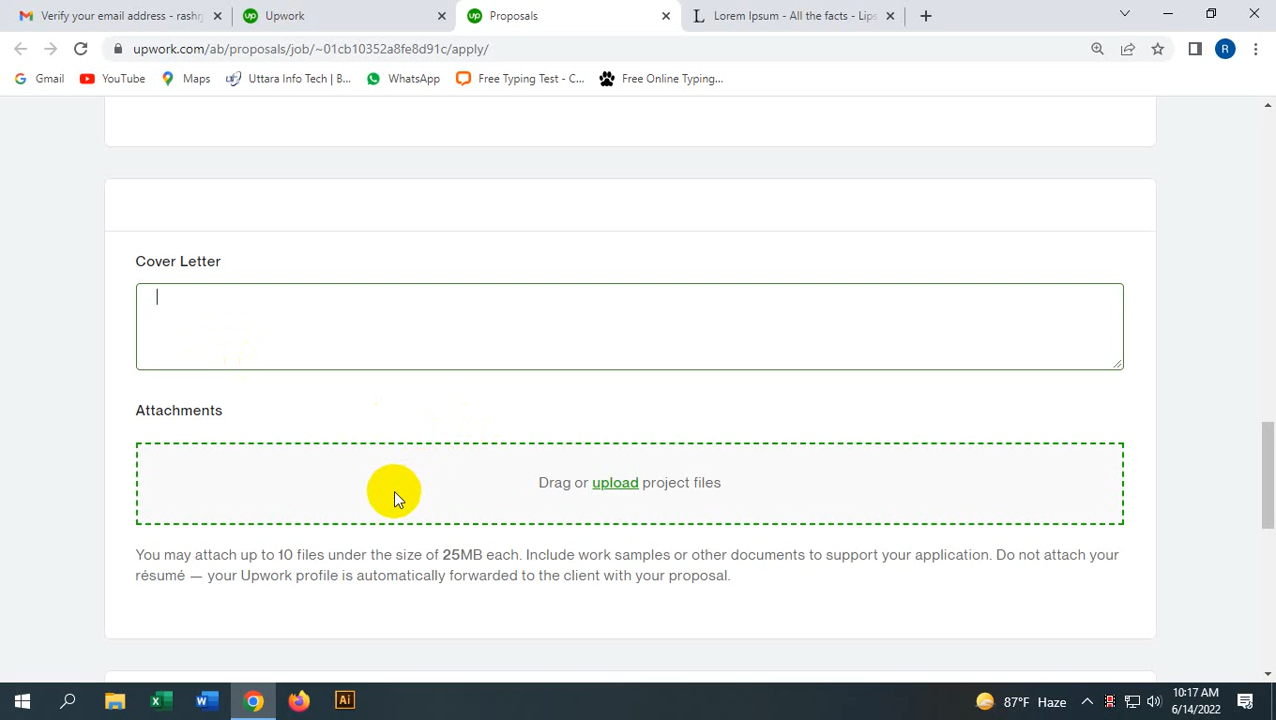 Verify your email address - rashr
Upwork
Proposals
Lorem Ipsum - All the facts - Lips
upwork.com/ab/proposals/job/~01cb10352a8fe8d91c/apply/
R
Gmail
YouTube
Maps
Uttara Info Tech | B...
WhatsApp
Free Typing Test - C...
Free Online Typing...
Cover Letter
Attachments
Drag or upload project files
You may attach up to 10 files under the size of 25MB each. Include work samples or other documents to support your application. Do not attach your
résumé — your Upwork profile is automatically forwarded to the client with your proposal.
87°F Haze
10:17 AM
6/14/2022